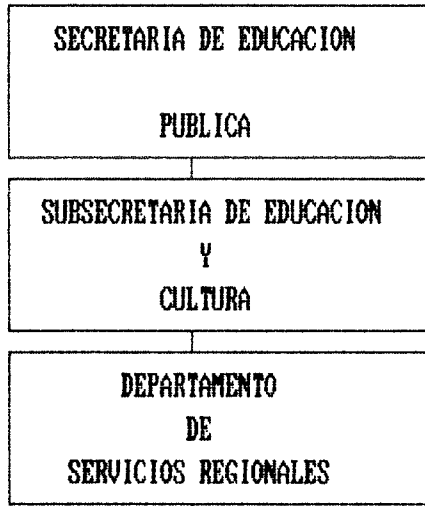 SECRETARIA DE EDUCACION
PUBLICA
SUBSECRETARIA DE EDUCACION
Y
CULTURA
DEPARTAMENTO
DE
SERVICIOS REGIONALES